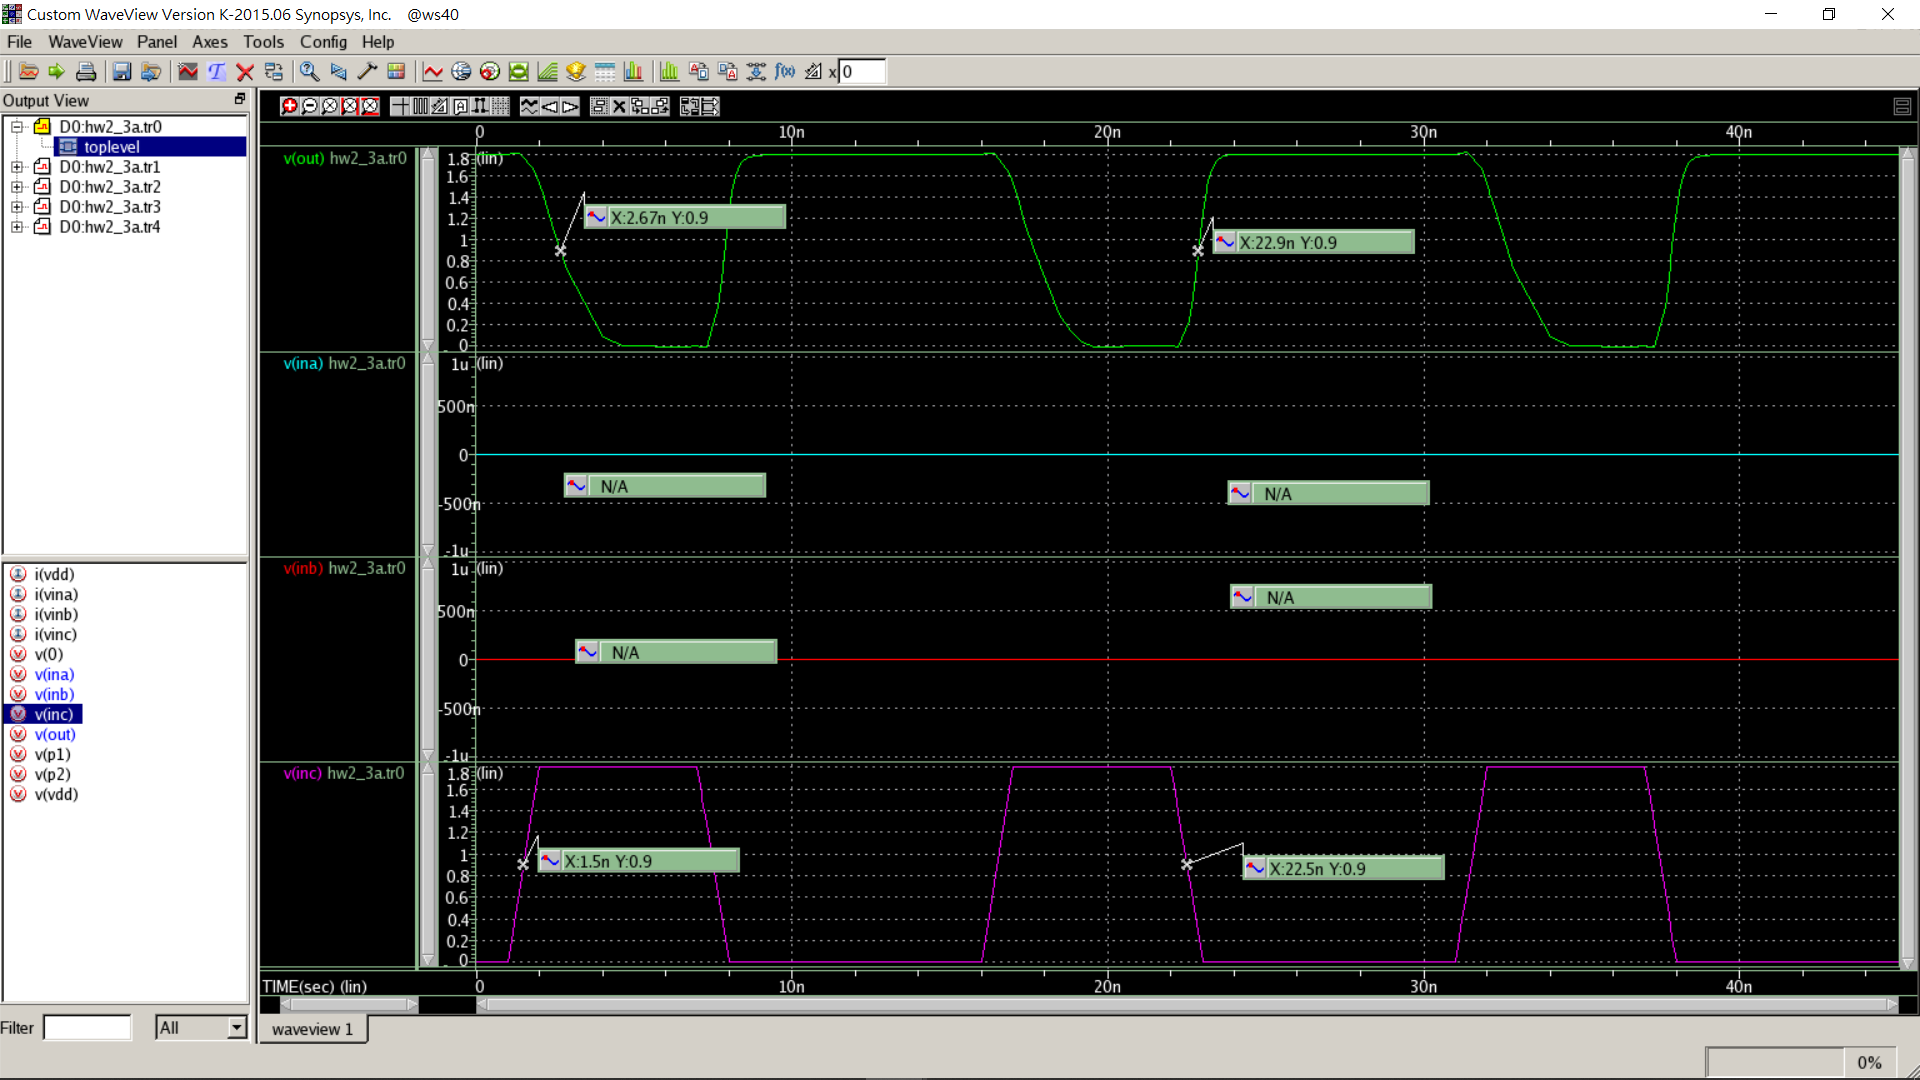 Custom WaveView Version K-2015.06 Synopsys, Inc. @ws40
File WaveView Panel Axes Tools Config Help
x 0
Output View
D0:hw2_3a.tr0
toplevel
D0:hw2_3a.tr1
D0:hw2_3a.tr2
D0:hw2_3a.tr3
D0:hw2_3a.tr4
i(vdd)
i(vina)
i(vinb)
i(vinc)
v(0)
v(ina)
v(inb)
v(inc)
v(out)
v(p1)
v(p2)
v(vdd)
Filter All
0 10n 20n 30n 40n
v(out) hw2_3a.tr0
1.8 (lin)
1.6
1.4
1.2
1
0.8
0.6
0.4
0.2
0
X:2.67n Y:0.9
X:22.9n Y:0.9
v(ina) hw2_3a.tr0
1u (lin)
500n
0
-500n
-1u
N/A
N/A
v(inb) hw2_3a.tr0
1u (lin)
500n
0
-500n
-1u
N/A
N/A
v(inc) hw2_3a.tr0
1.8 (lin)
1.6
1.4
1.2
1
0.8
0.6
0.4
0.2
0
X:1.5n Y:0.9
X:22.5n Y:0.9
TIME(sec) (lin) 0 10n 20n 30n 40n
waveview 1
0%